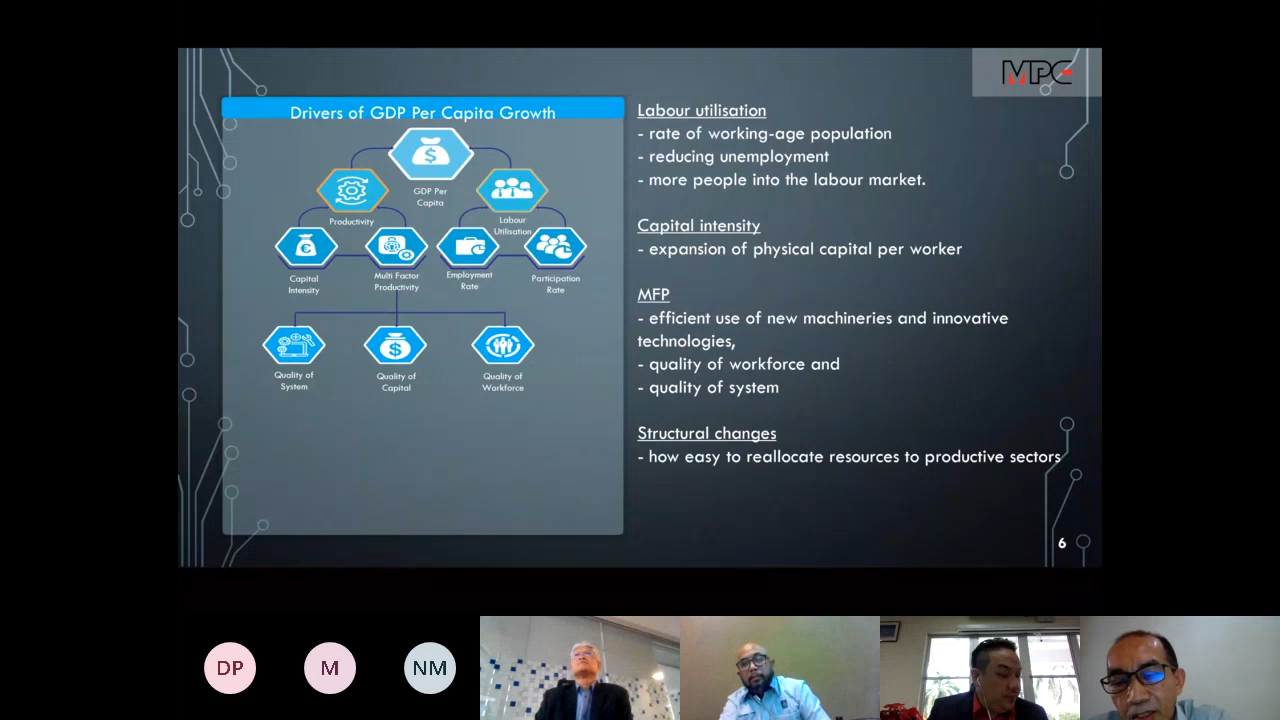 MPC
Drivers of GDP Per Capita Growth
GDP Per
Capita
Productivity
Labour
Utilisation
Capital
Intensity
Multi Factor
Productivity
Employment
Rate
Participation
Rate
Quality of
System
Quality of
Capital
Quality of
Workforce
Labour utilisation
- rate of working-age population
- reducing unemployment
- more people into the labour market.
Capital intensity
- expansion of physical capital per worker
MFP
- efficient use of new machineries and innovative
technologies,
- quality of workforce and
- quality of system
Structural changes
- how easy to reallocate resources to productive sectors
6
DP
M
NM